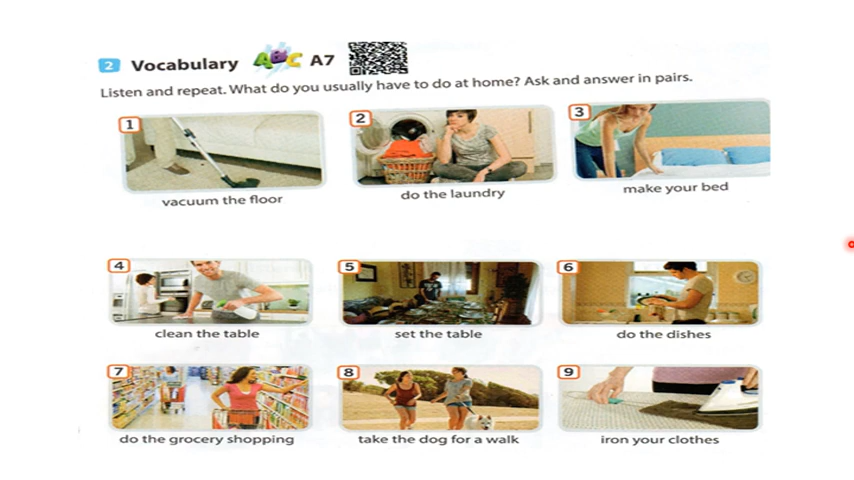 2 Vocabulary ABC A7
Listen and repeat. What do you usually have to do at home? Ask and answer in pairs.
1
2
3
vacuum the floor
do the laundry
make your bed
4
5
6
clean the table
set the table
do the dishes
7
8
9
do the grocery shopping
take the dog for a walk
iron your clothes